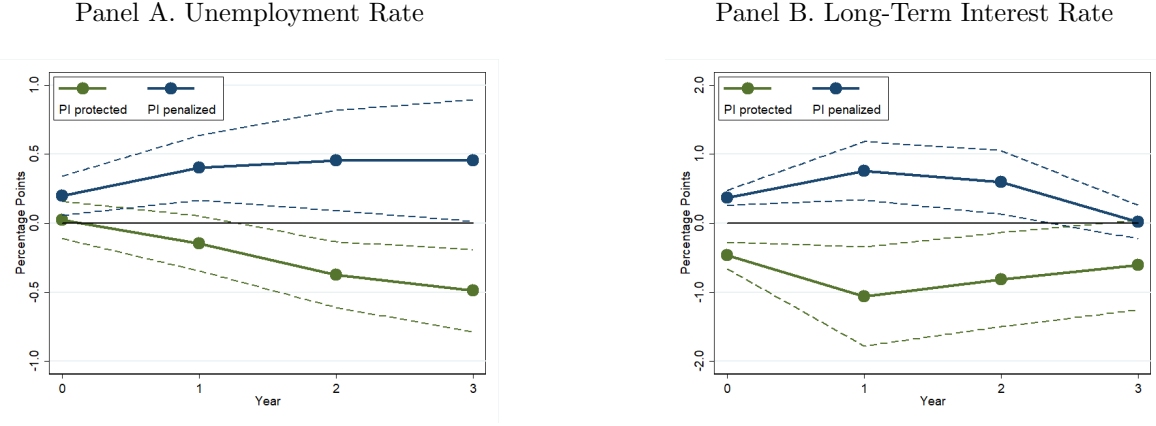 Panel A. Unemployment Rate
PI protected PI penalized
Percentage Points
1.0
0.5
0.0
-0.5
-1.0
0 1 2 3
Year
Panel B. Long-Term Interest Rate
PI protected PI penalized
Percentage Points
2.0
1.0
0.0
-1.0
-2.0
0 1 2 3
Year